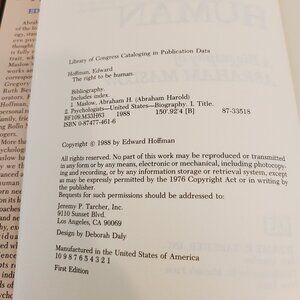 Library of Congress Cataloging in Publication Data
Hoffman, Edward
The right to be human.
Bibliography.
Includes index.
1. Maslow, Abraham H. (Abraham Harold)
2. Psychologists—United States—Biography. I. Title.
BF109.M33H63 1988 150'.92'4 [B] 87-33518
ISBN 0-87477-461-6
Copyright © 1988 by Edward Hoffman
All rights reserved. No part of this work may be reproduced or transmitted
in any form or by any means, electronic or mechanical, including photocopy-
ing and recording, or by any information storage or retrieval system, except
as may be expressly permitted by the 1976 Copyright Act or in writing by
the publisher.
Requests for such permissions should be addressed to:
Jeremy P. Tarcher, Inc.
9110 Sunset Blvd.
Los Angeles, CA 90069
Design by Deborah Daly
Manufactured in the United States of America
10 9 8 7 6 5 4 3 2 1
First Edition